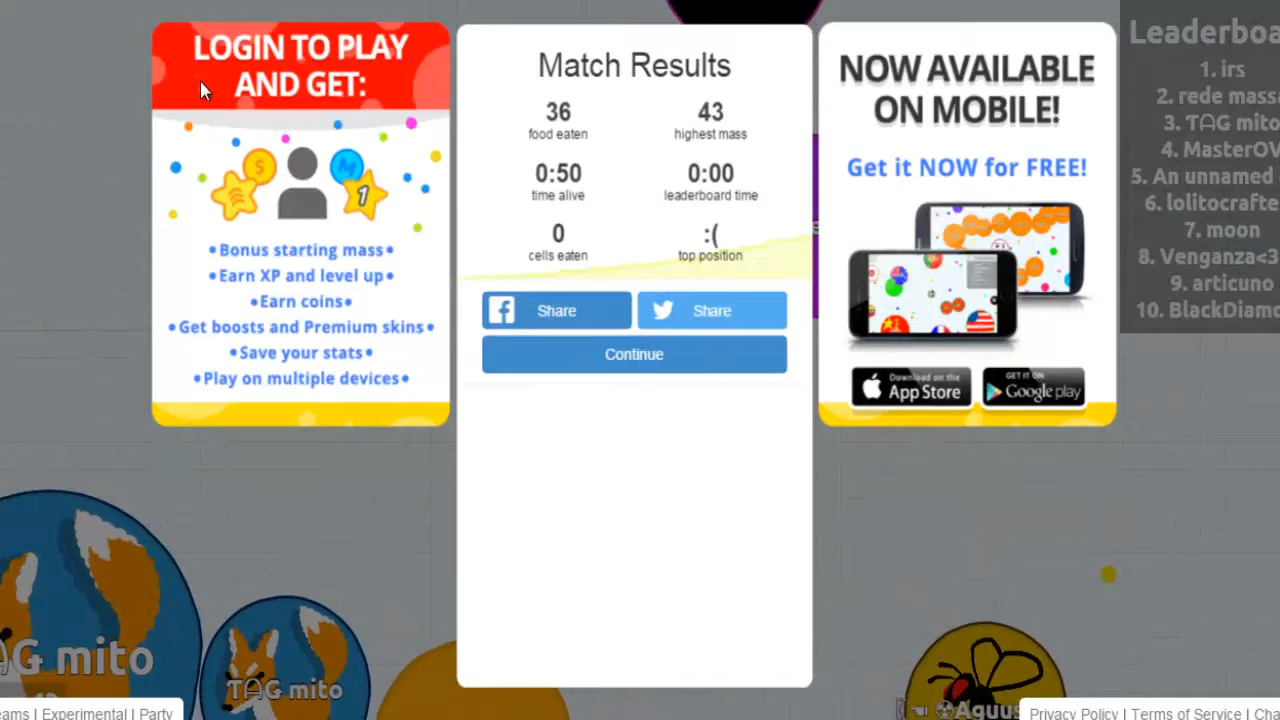 LOGIN TO PLAY
AND GET:
•Bonus starting mass•
•Earn XP and level up•
•Earn coins•
•Get boosts and Premium skins•
•Save your stats•
•Play on multiple devices•
Match Results
36
food eaten
43
highest mass
0:50
time alive
0:00
leaderboard time
0
cells eaten
:(
top position
Share
Share
Continue
NOW AVAILABLE
ON MOBILE!
Get it NOW for FREE!
Download on the
App Store
GET IT ON
Google play
Leaderboa
1. irs
2. rede massa
3. TAG mito
4. MasterOV
5. An unnamed
6. lolitocrafte
7. moon
8. Venganza<3
9. articuno
10. BlackDiamo
AG mito
TAG mito
Aguus
eams | Experimental | Party
Privacy Policy | Terms of Service | Cha